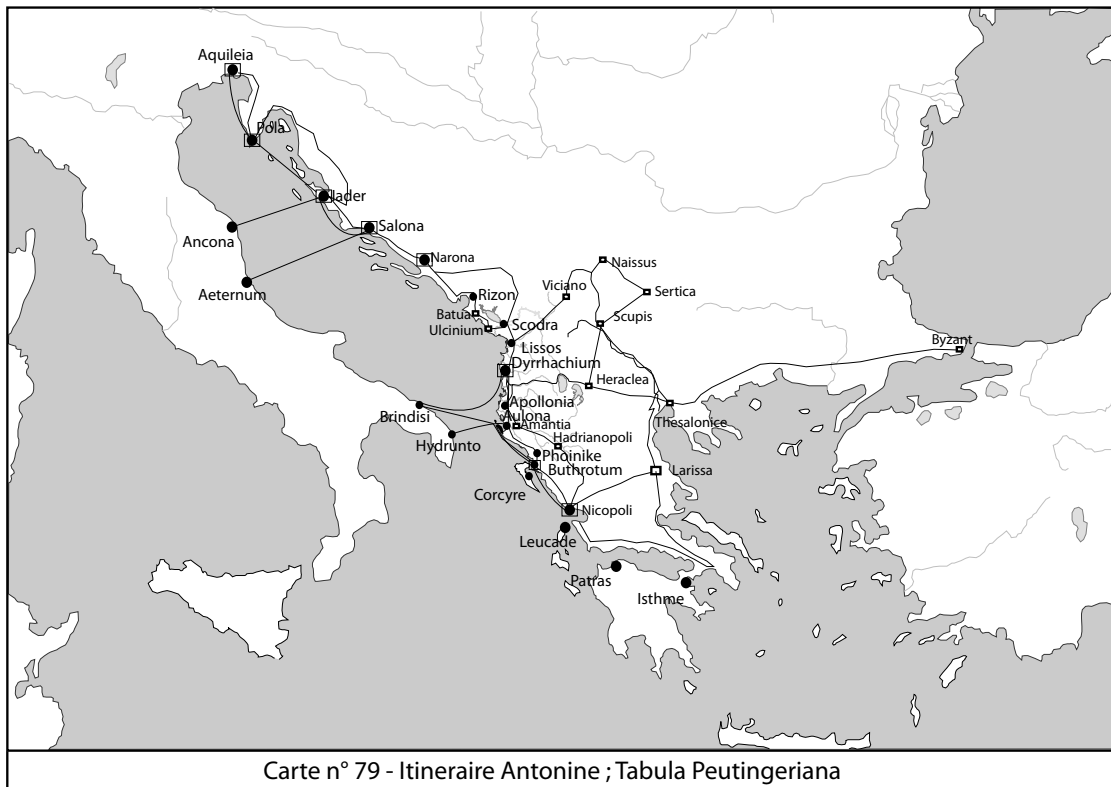 Aquileia
Pola
Iader
Ancona
Salona
Aeternum
Narona
Naissus
Viciano
Sertica
Rizon
Batua
Ulcinium
Scodra
Scupis
Byzant
Lissos
Dyrrhachium
Heraclea
Brindisi
Apollonia
Aulona
Amantia
Thesalonice
Hydrunto
Hadrianopoli
Phoinike
Buthrotum
Larissa
Corcyre
Nicopoli
Leucade
Patras
Isthme
Carte n° 79 - Itineraire Antonine ; Tabula Peutingeriana